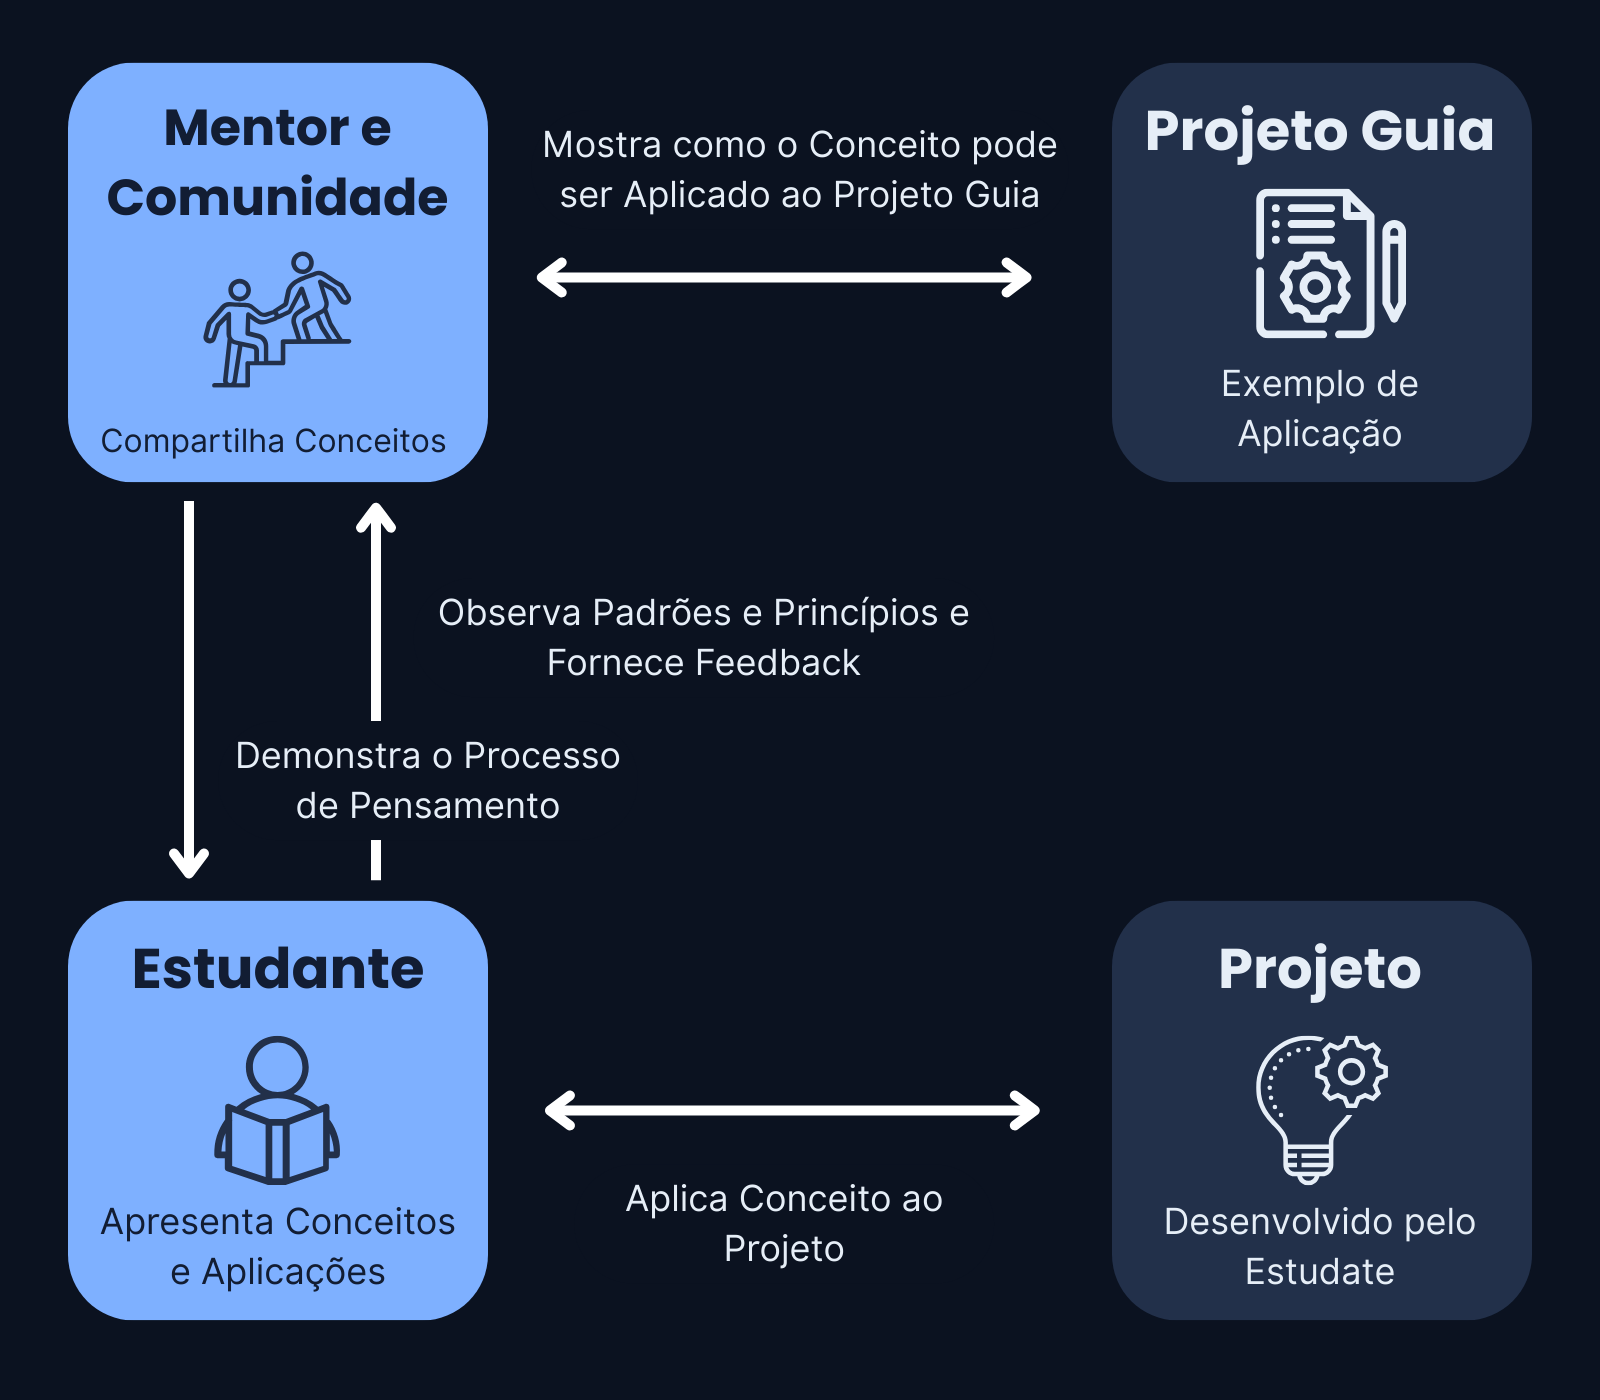 Mentor e
Comunidade
Compartilha Conceitos
Mostra como o Conceito pode
ser Aplicado ao Projeto Guia
Projeto Guia
Exemplo de
Aplicação
Observa Padrões e Princípios e
Fornece Feedback
Demonstra o Processo
de Pensamento
Estudante
Apresenta Conceitos
e Aplicações
Aplica Conceito ao
Projeto
Projeto
Desenvolvido pelo
Estudate